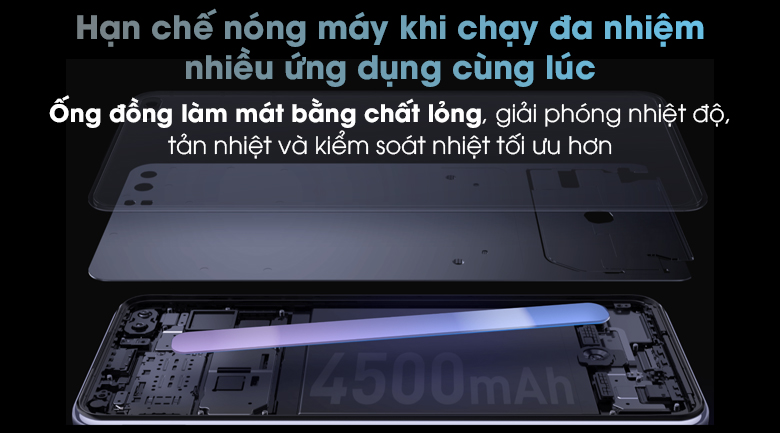 Hạn chế nóng máy khi chạy đa nhiệm
nhiều ứng dụng cùng lúc
Ống đồng làm mát bằng chất lỏng, giải phóng nhiệt độ,
tản nhiệt và kiểm soát nhiệt tối ưu hơn
4500mAh